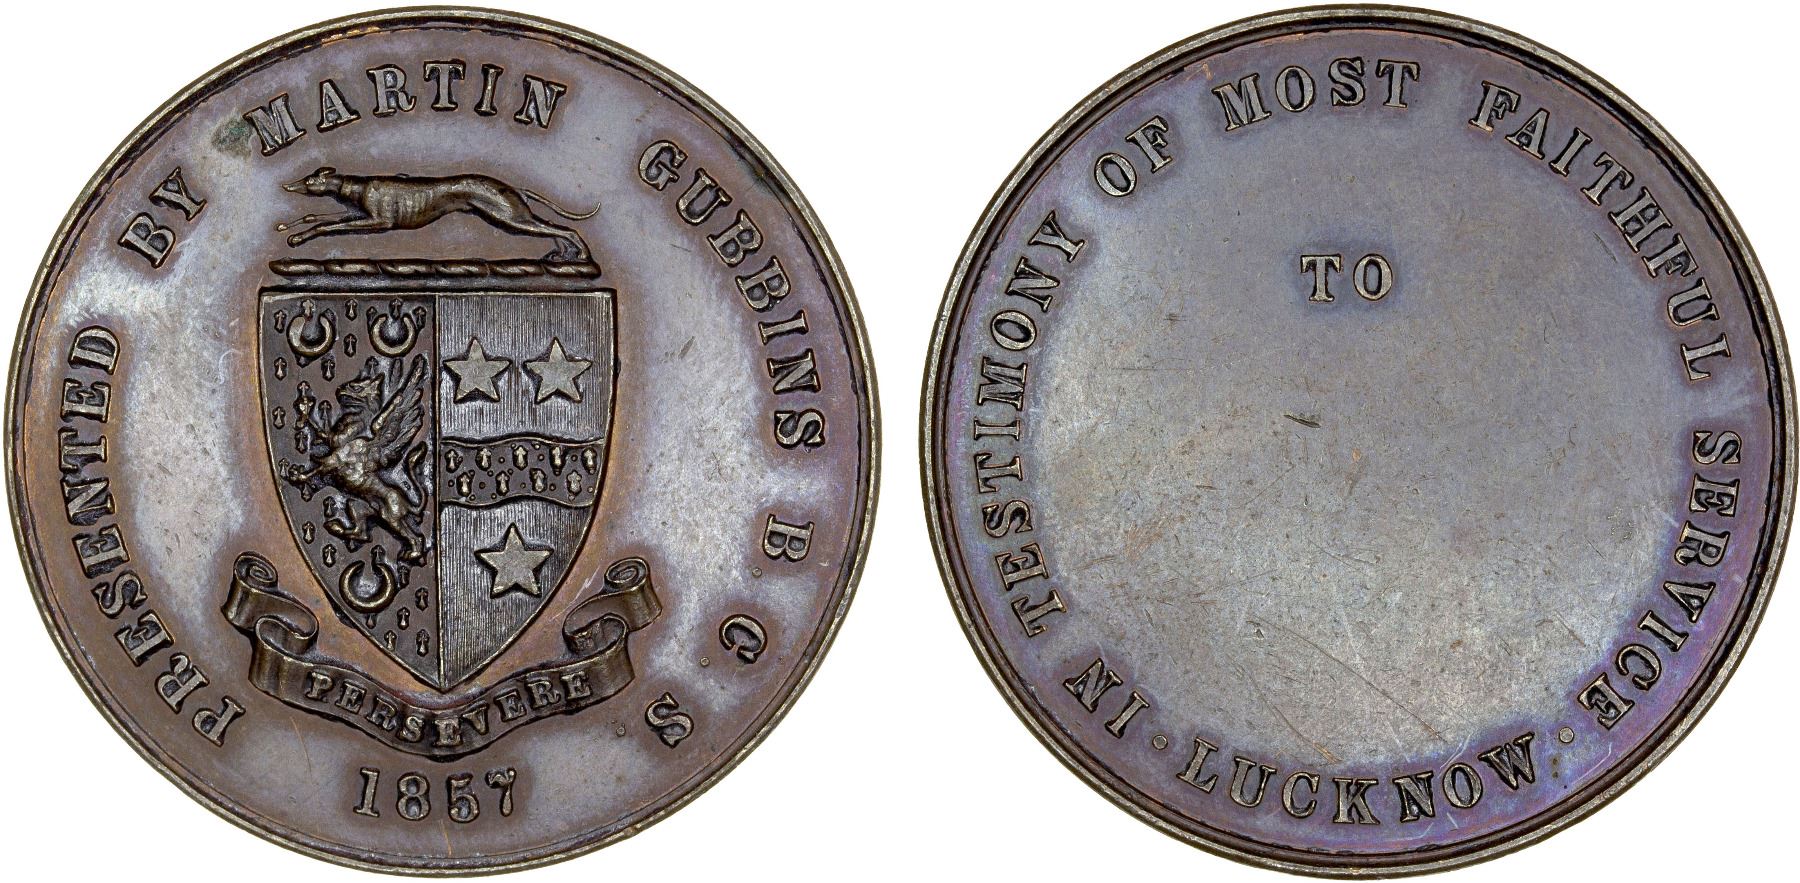 PRESENTED BY MARTIN GUBBINS B.C.S.
PERSEVERE
1857
IN TESTIMONY OF MOST FAITHFUL SERVICE
TO
· LUCKNOW ·